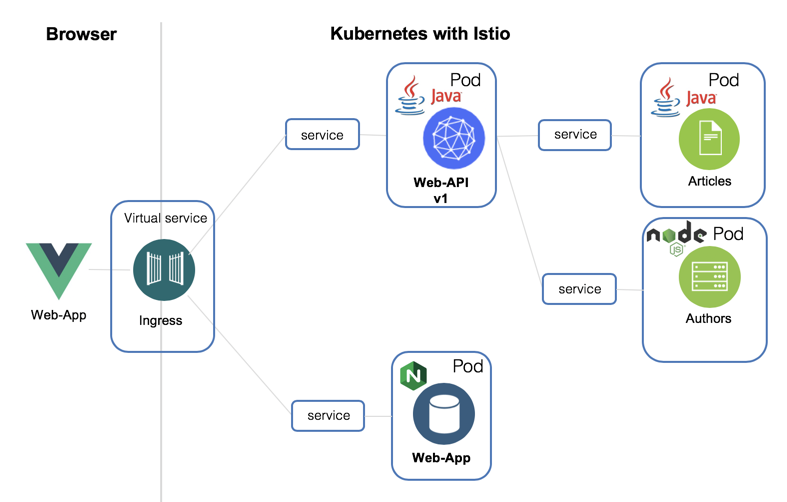 Browser
Kubernetes with Istio
Pod
Java
Web-API
v1
service
service
Pod
Java
Articles
Virtual service
Ingress
Web-App
service
node
JS
Pod
Authors
service
Pod
N
Web-App